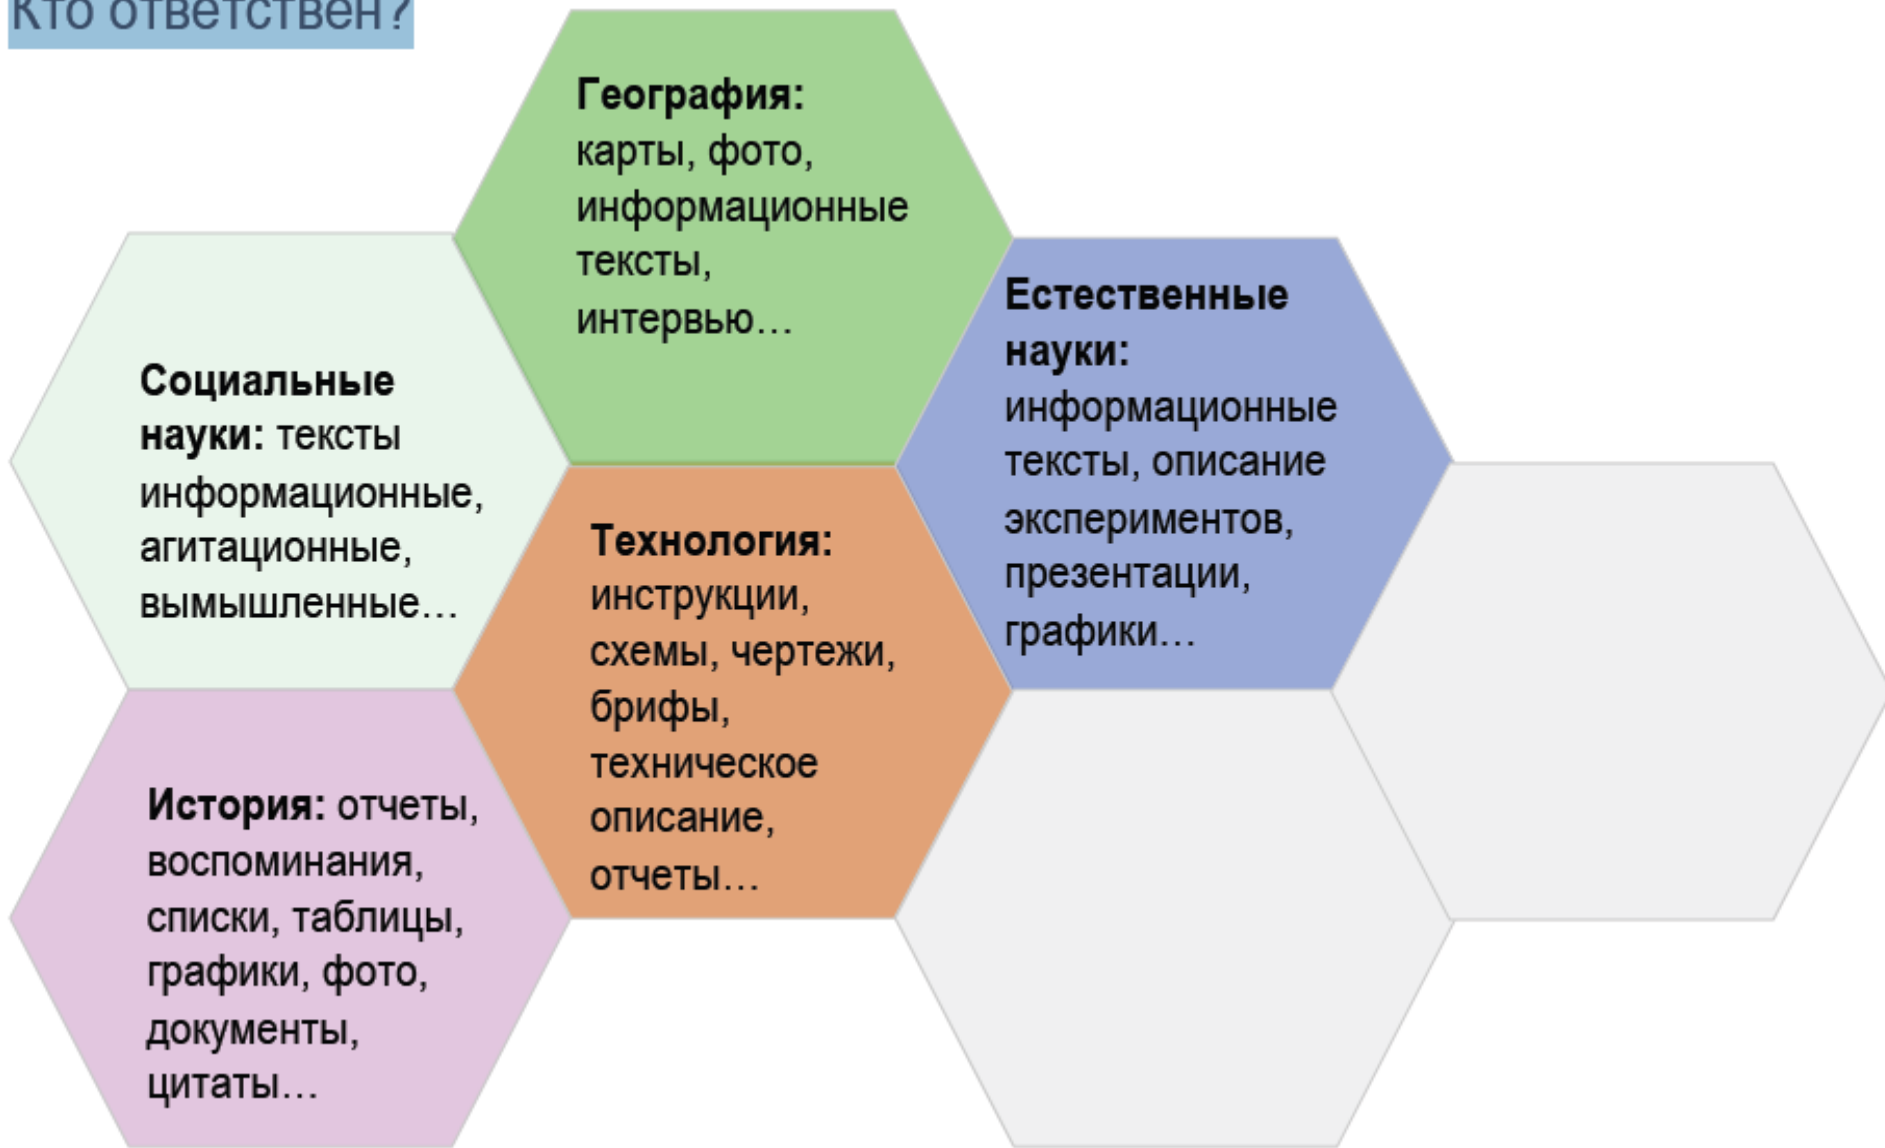 Кто ответствен?
География:
карты, фото,
информационные
тексты,
интервью…
Социальные
науки: тексты
информационные,
агитационные,
вымышленные…
Естественные
науки:
информационные
тексты, описание
экспериментов,
презентации,
графики…
Технология:
инструкции,
схемы, чертежи,
брифы,
техническое
описание,
отчеты…
История: отчеты,
воспоминания,
списки, таблицы,
графики, фото,
документы,
цитаты…